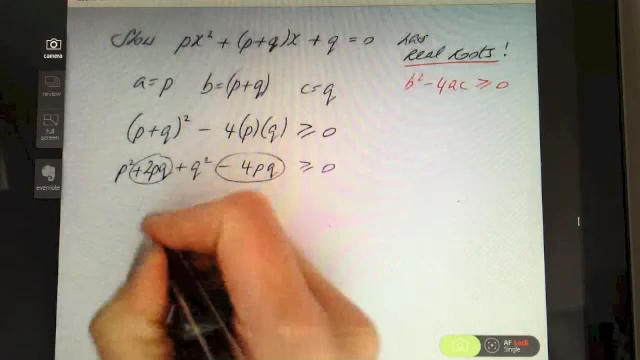 Show px² + (p+q)x + q = 0 has
real roots!
a = p b = (p+q) c = q
b² - 4ac ≥ 0
(p+q)² - 4(p)(q) ≥ 0
p² + 2pq + q² - 4pq ≥ 0
camera
review
full
screen
evernote
AF Lock
Single